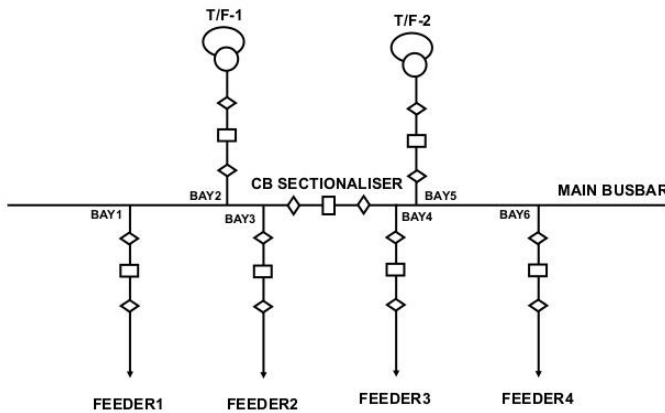 T/F-1
T/F-2
CB SECTIONALISER
BAY2
BAY5
MAIN BUSBAR
BAY1
BAY3
BAY4
BAY6
FEEDER1
FEEDER2
FEEDER3
FEEDER4